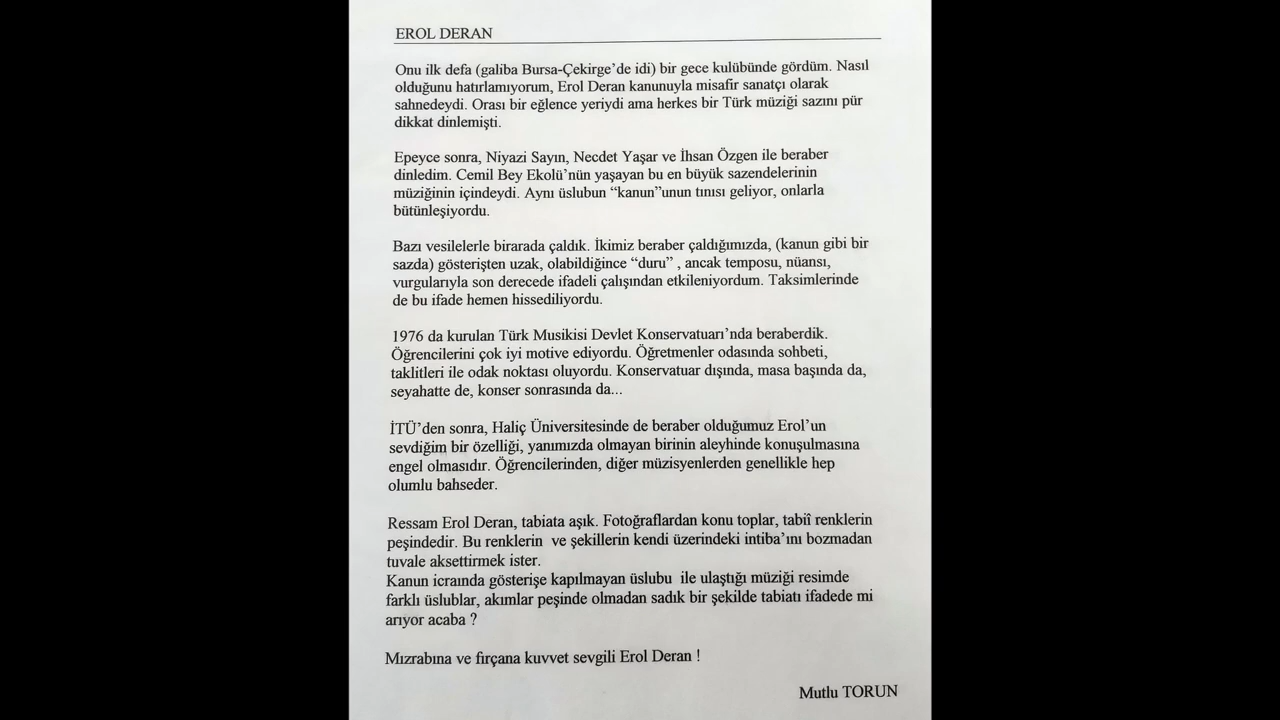 EROL DERAN
Onu ilk defa (galiba Bursa-Çekirge’de idi) bir gece kulübünde gördüm. Nasıl
olduğunu hatırlamıyorum, Erol Deran kanunuyla misafir sanatçı olarak
sahnedeydi. Orası bir eğlence yeriydi ama herkes bir Türk müziği sazını pür
dikkat dinlemişti.
Epeyce sonra, Niyazi Sayın, Necdet Yaşar ve İhsan Özgen ile beraber
dinledim. Cemil Bey Ekolü’nün yaşayan bu en büyük sazendelerinin
müziğinin içindeydi. Aynı üslubun “kanun”unun tınısı geliyor, onlarla
bütünleşiyordu.
Bazı vesilelerle birarada çaldık. İkimiz beraber çaldığımızda, (kanun gibi bir
sazda) gösterişten uzak, olabildiğince “duru” , ancak temposu, nüansı,
vurgularıyla son derecede ifadeli çalışından etkileniyordum. Taksimlerinde
de bu ifade hemen hissediliyordu.
1976 da kurulan Türk Musikisi Devlet Konservatuarı’nda beraberdik.
Öğrencilerini çok iyi motive ediyordu. Öğretmenler odasında sohbeti,
taklitleri ile odak noktası oluyordu. Konservatuar dışında, masa başında da,
seyahatte de, konser sonrasında da...
İTÜ’den sonra, Haliç Üniversitesinde de beraber olduğumuz Erol’un
sevdiğim bir özelliği, yanımızda olmayan birinin aleyhinde konuşulmasına
engel olmasıdır. Öğrencilerinden, diğer müzisyenlerden genellikle hep
olumlu bahseder.
Ressam Erol Deran, tabiata aşık. Fotoğraflardan konu toplar, tabiî renklerin
peşindedir. Bu renklerin  ve şekillerin kendi üzerindeki intiba’ını bozmadan
tuvale aksettirmek ister.
Kanun icraında gösterişe kapılmayan üslubu  ile ulaştığı müziği resimde
farklı üslublar, akımlar peşinde olmadan sadık bir şekilde tabiatı ifadede mi
arıyor acaba ?
Mızrabına ve fırçana kuvvet sevgili Erol Deran !
Mutlu TORUN